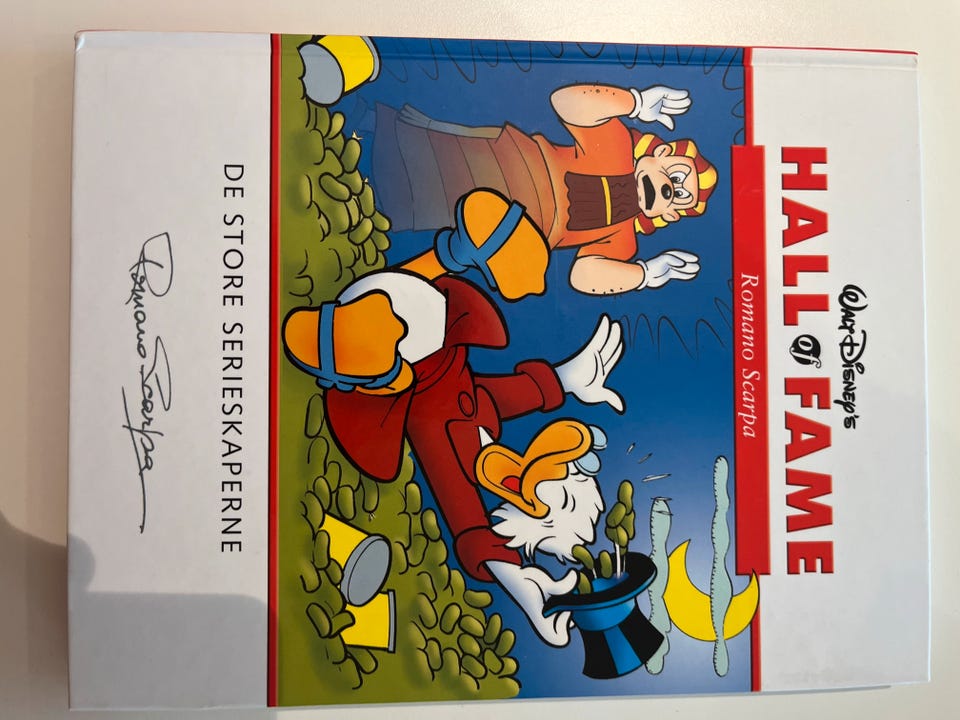 WALT DISNEY'S
HALL of FAME
Romano Scarpa
DE STORE SERIESKAPERNE
Romano Scarpa